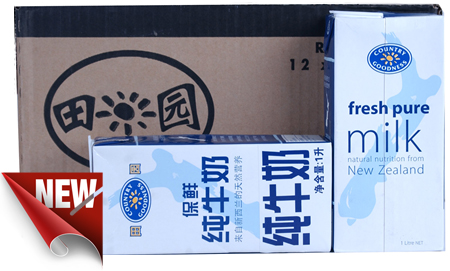 R
12 x
田 园
COUNTRY
GOODNESS
fresh pure
milk
natural nutrition from
New Zealand
1 Litre NET
COUNTRY
GOODNESS
保鲜
纯牛奶
来自新西兰的天然营养
纯牛奶
净含量:1升
NEW